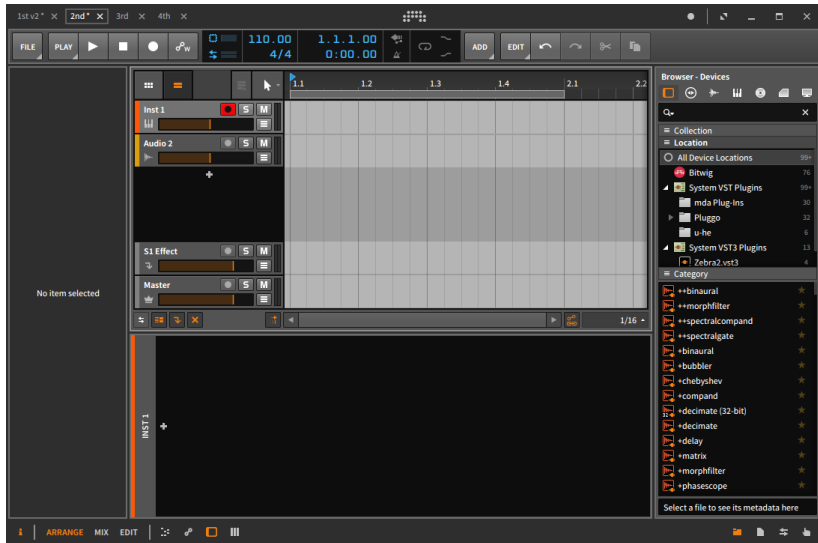 1st v2* × 2nd* × 3rd × 4th ×
FILE PLAY W 110.00 4/4 1.1.1.00 0:00.00 ADD EDIT
1.1 1.2 1.3 1.4 2.1 2.2
Inst 1 S M
Audio 2 S M
S1 Effect S M
Master S M
1/16
No item selected
INST 1
Browser - Devices
Collection
Location
All Device Locations 99+
Bitwig 76
System VST Plugins 99+
mda Plug-Ins 30
Pluggo 32
u-he 6
System VST3 Plugins 13
Zebra2.vst3 4
Category
++binaural
++morphfilter
++spectralcompand
++spectralgate
+binaural
+bubbler
+chebyshev
+compand
+decimate (32-bit)
+decimate
+delay
+matrix
+morphfilter
+phasescope
Select a file to see its metadata here
i ARRANGE MIX EDIT